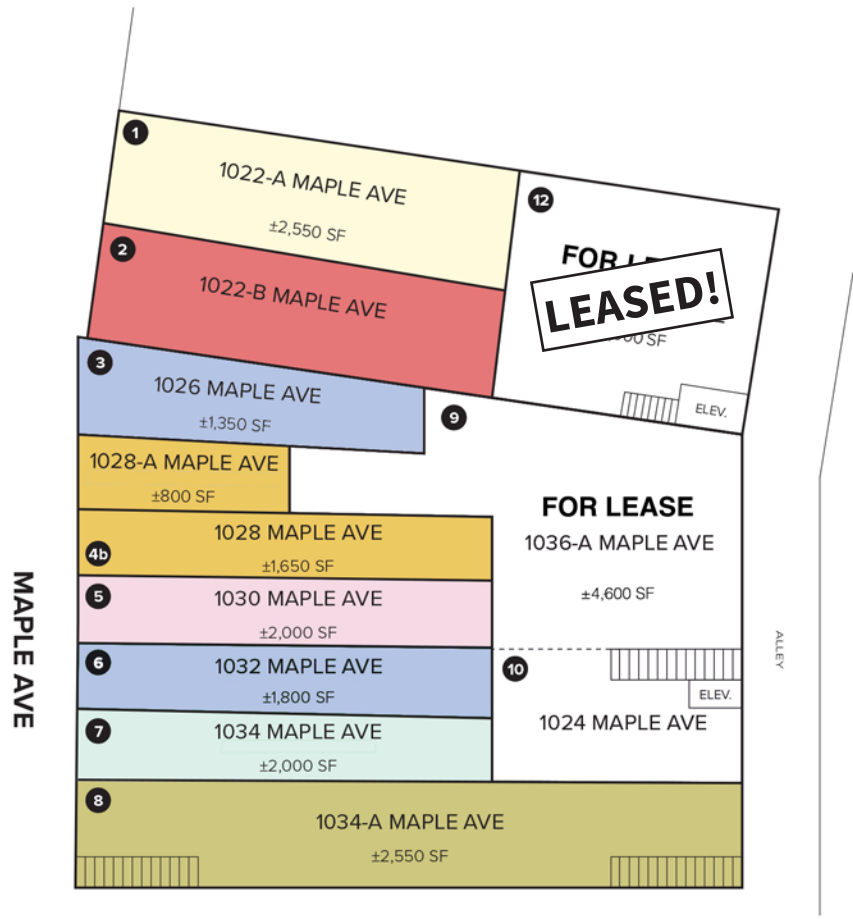 1
1022-A MAPLE AVE
±2,550 SF
2
1022-B MAPLE AVE
12
FOR
LEASED!
SF
ELEV.
3
1026 MAPLE AVE
±1,350 SF
9
1028-A MAPLE AVE
±800 SF
FOR LEASE
1036-A MAPLE AVE
±4,600 SF
4b
1028 MAPLE AVE
±1,650 SF
5
1030 MAPLE AVE
±2,000 SF
6
1032 MAPLE AVE
±1,800 SF
10
ELEV.
1024 MAPLE AVE
7
1034 MAPLE AVE
±2,000 SF
8
1034-A MAPLE AVE
±2,550 SF
MAPLE AVE
ALLEY